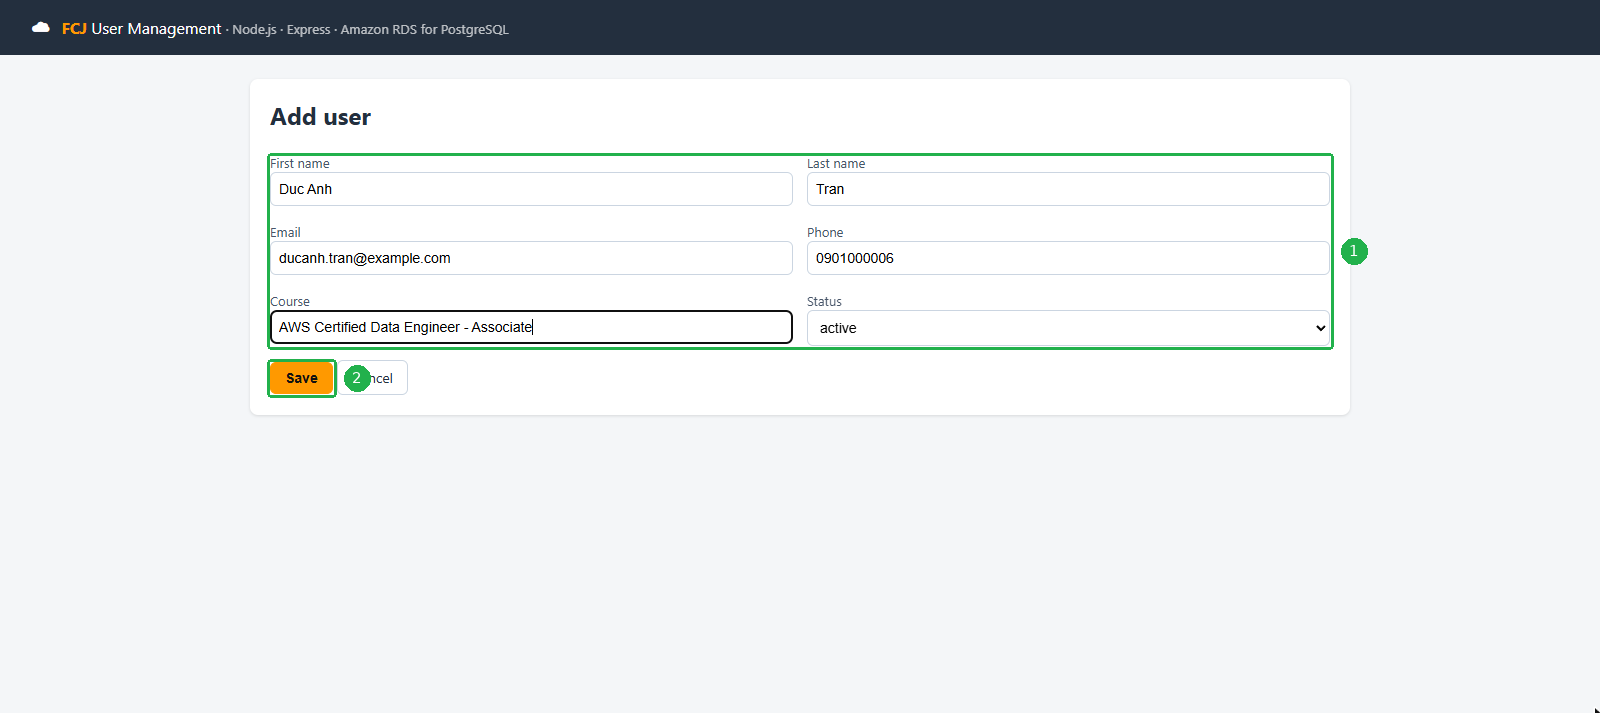 FCJ User Management · Node.js · Express · Amazon RDS for PostgreSQL
Add user
First name Last name
Duc Anh Tran
Email Phone
ducanh.tran@example.com 0901000006
1
Course Status
AWS Certified Data Engineer - Associate active
Save 2 ncel